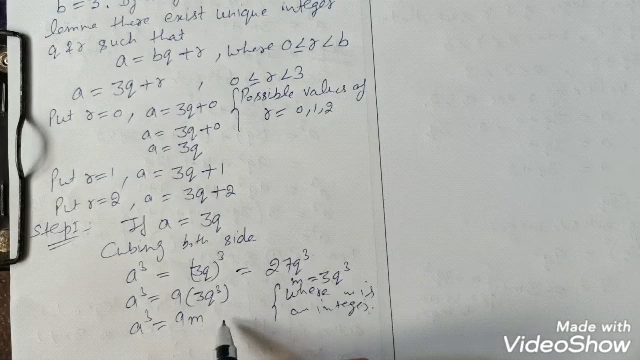 b = 3. By
lemma there exist unique integer
q & r such that
a = bq + r, where 0 ≤ r < b
a = 3q + r , 0 ≤ r < 3
Put r = 0, a = 3q + 0 { Possible values of
a = 3q + 0 r = 0, 1, 2
a = 3q
Put r = 1, a = 3q + 1
Put r = 2, a = 3q + 2
Step I: If a = 3q
Cubing both side
a³ = (3q)³ = 27q³
a³ = 9(3q³) { m = 3q³
where m is
a³ = 9m an integer.
Made with
VideoShow